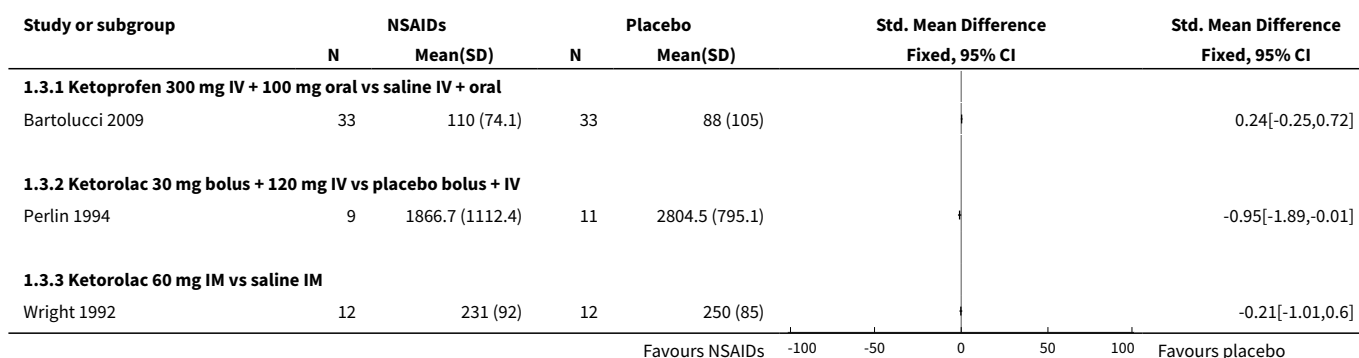 Study or subgroup NSAIDs Placebo Std. Mean Difference Std. Mean Difference
N Mean(SD) N Mean(SD) Fixed, 95% CI Fixed, 95% CI
1.3.1 Ketoprofen 300 mg IV + 100 mg oral vs saline IV + oral
Bartolucci 2009 33 110 (74.1) 33 88 (105) 0.24[-0.25,0.72]
1.3.2 Ketorolac 30 mg bolus + 120 mg IV vs placebo bolus + IV
Perlin 1994 9 1866.7 (1112.4) 11 2804.5 (795.1) -0.95[-1.89,-0.01]
1.3.3 Ketorolac 60 mg IM vs saline IM
Wright 1992 12 231 (92) 12 250 (85) -0.21[-1.01,0.6]
Favours NSAIDs -100 -50 0 50 100 Favours placebo